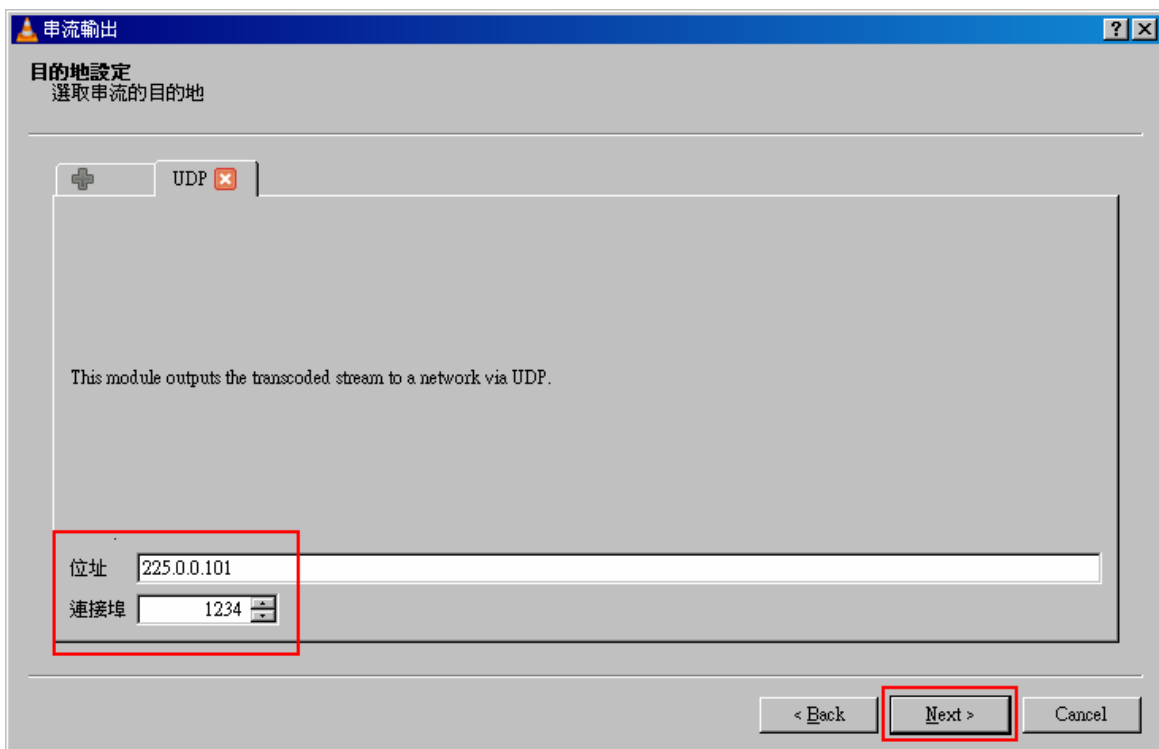 串流輸出
目的地設定
選取串流的目的地
UDP
This module outputs the transcoded stream to a network via UDP.
位址 225.0.0.101
連接埠 1234
< Back Next > Cancel